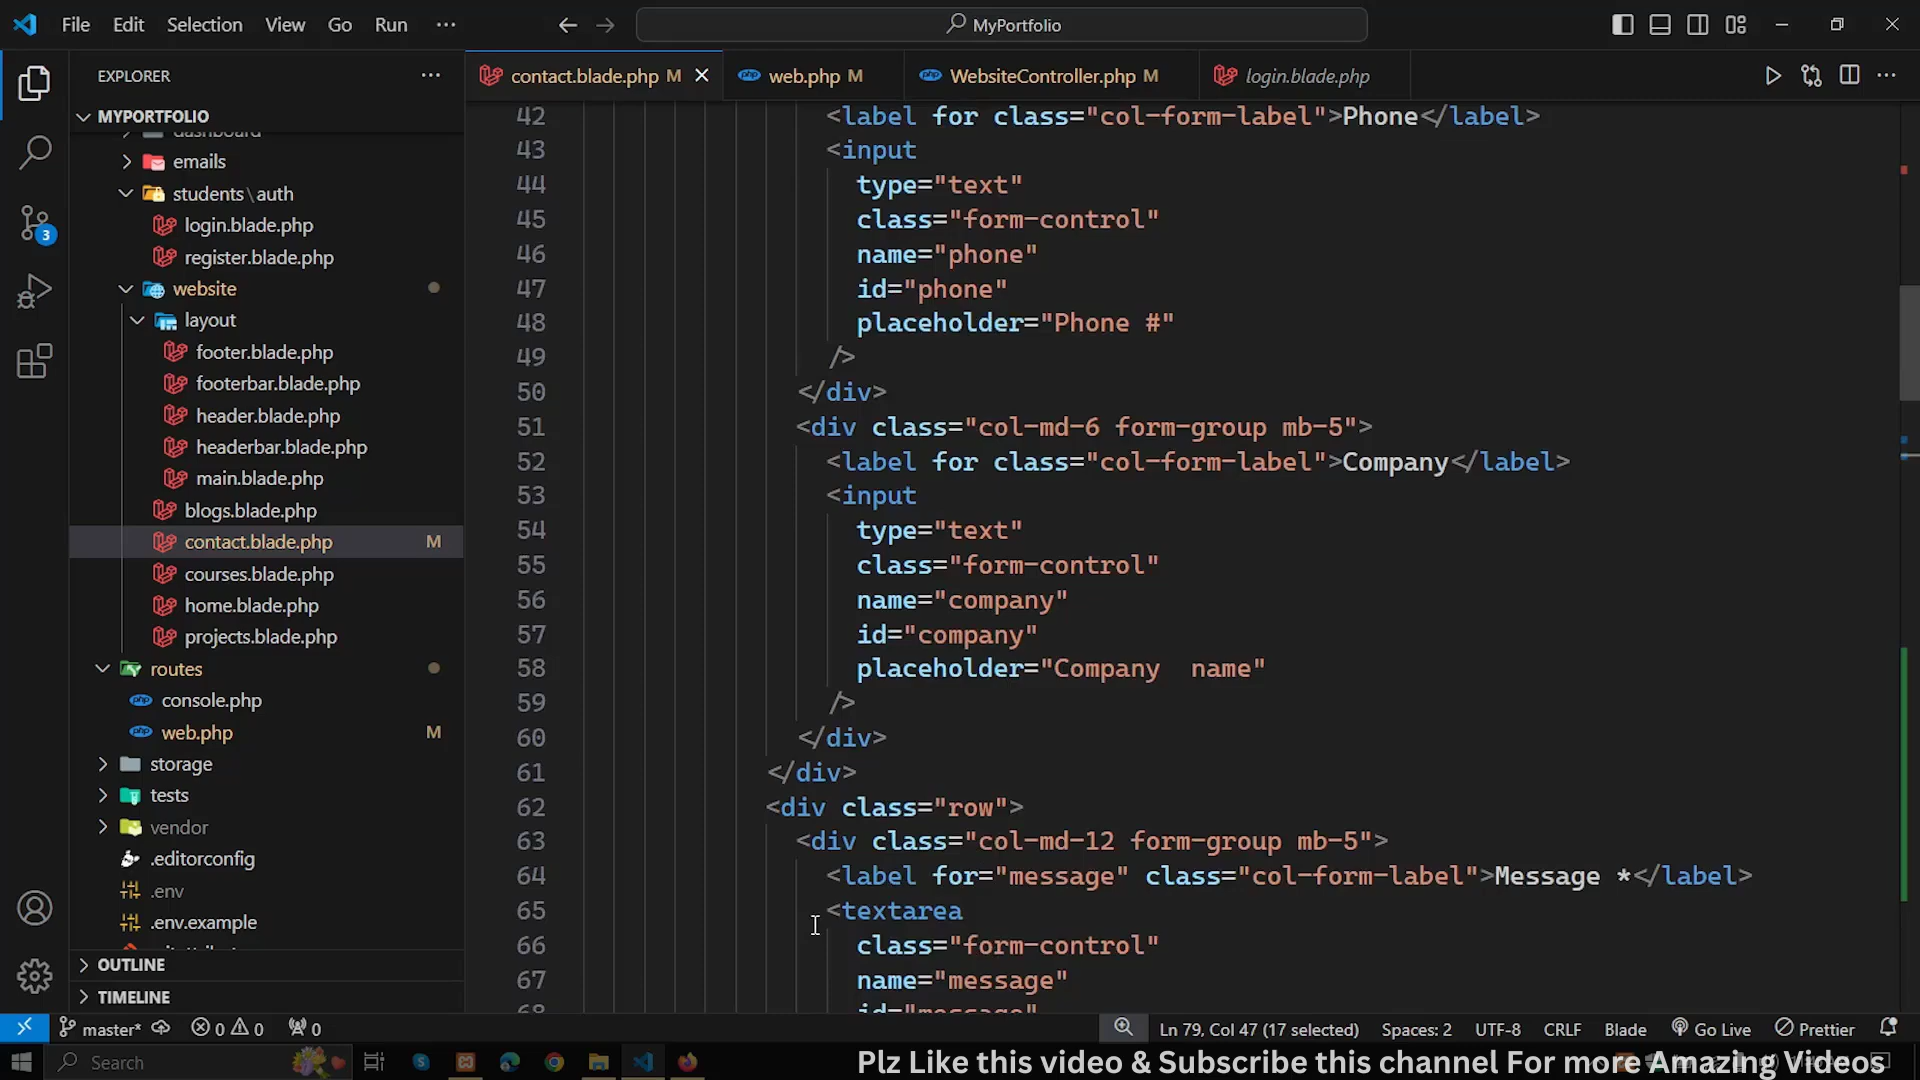 File Edit Selection View Go Run ···
MyPortfolio
EXPLORER
MYPORTFOLIO
dashboard
emails
students\auth
login.blade.php
register.blade.php
website
layout
footer.blade.php
footerbar.blade.php
header.blade.php
headerbar.blade.php
main.blade.php
blogs.blade.php
contact.blade.php M
courses.blade.php
home.blade.php
projects.blade.php
routes
console.php
web.php M
storage
tests
vendor
.editorconfig
.env
.env.example
OUTLINE
TIMELINE
3
contact.blade.php M
web.php M
WebsiteController.php M
login.blade.php
42 <label for class="col-form-label">Phone</label>
43 <input
44 type="text"
45 class="form-control"
46 name="phone"
47 id="phone"
48 placeholder="Phone #"
49 />
50 </div>
51 <div class="col-md-6 form-group mb-5">
52 <label for class="col-form-label">Company</label>
53 <input
54 type="text"
55 class="form-control"
56 name="company"
57 id="company"
58 placeholder="Company  name"
59 />
60 </div>
61 </div>
62 <div class="row">
63 <div class="col-md-12 form-group mb-5">
64 <label for="message" class="col-form-label">Message *</label>
65 <textarea
66 class="form-control"
67 name="message"
68 id="message"
master* 0 0 0 Ln 79, Col 47 (17 selected) Spaces: 2 UTF-8 CRLF Blade Go Live Prettier
Search
Plz Like this video & Subscribe this channel For more Amazing Videos